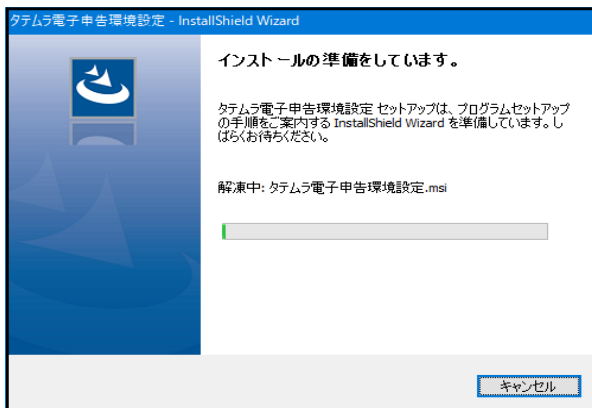 タテムラ電子申告環境設定 - InstallShield Wizard
インストールの準備をしています。
タテムラ電子申告環境設定 セットアップは、プログラムセットアップ
の手順をご案内する InstallShield Wizard を準備しています。し
ばらくお待ちください。
解凍中: タテムラ電子申告環境設定.msi
キャンセル